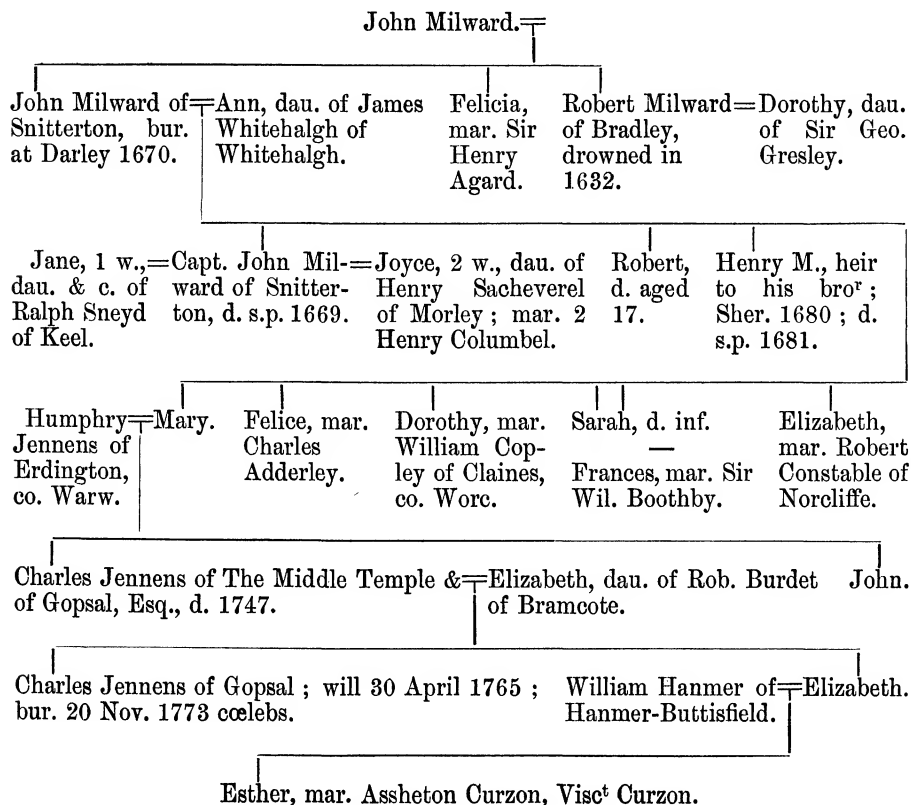 John Milward.
John Milward of
Snitterton, bur.
at Darley 1670.
Ann, dau. of James
Whitehalgh of
Whitehalgh.
Felicia,
mar. Sir
Henry
Agard.
Robert Milward
of Bradley,
drowned in
1632.
Dorothy, dau.
of Sir Geo.
Gresley.
Jane, 1 w.,
dau. & c. of
Ralph Sneyd
of Keel.
Capt. John Mil-
ward of Snitter-
ton, d. s.p. 1669.
Joyce, 2 w., dau. of
Henry Sacheverel
of Morley ; mar. 2
Henry Columbel.
Robert,
d. aged
17.
Henry M., heir
to his broʳ ;
Sher. 1680 ; d.
s.p. 1681.
Humphry
Jennens of
Erdington,
co. Warw.
Mary.
Felice, mar.
Charles
Adderley.
Dorothy, mar.
William Cop-
ley of Claines,
co. Worc.
Sarah, d. inf.
—
Frances, mar. Sir
Wil. Boothby.
Elizabeth,
mar. Robert
Constable of
Norcliffe.
Charles Jennens of The Middle Temple &
of Gopsal, Esq., d. 1747.
Elizabeth, dau. of Rob. Burdet
of Bramcote.
John.
Charles Jennens of Gopsal ; will 30 April 1765 ;
bur. 20 Nov. 1773 cœlebs.
William Hanmer of
Hanmer-Buttisfield.
Elizabeth.
Esther, mar. Assheton Curzon, Viscᵗ Curzon.